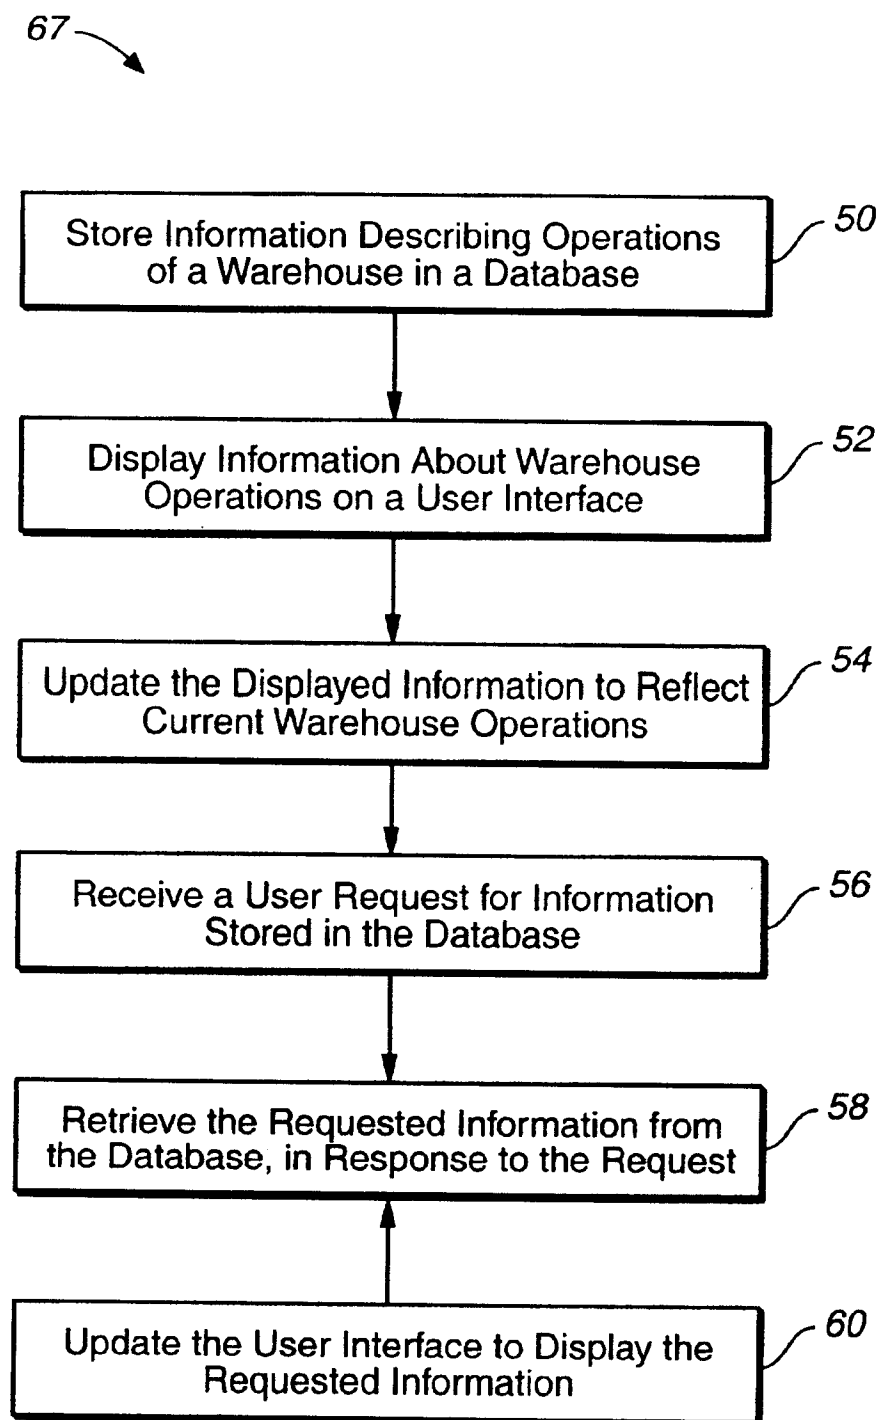 67
Store Information Describing Operations
of a Warehouse in a Database
50
Display Information About Warehouse
Operations on a User Interface
52
Update the Displayed Information to Reflect
Current Warehouse Operations
54
Receive a User Request for Information
Stored in the Database
56
Retrieve the Requested Information from
the Database, in Response to the Request
58
Update the User Interface to Display the
Requested Information
60